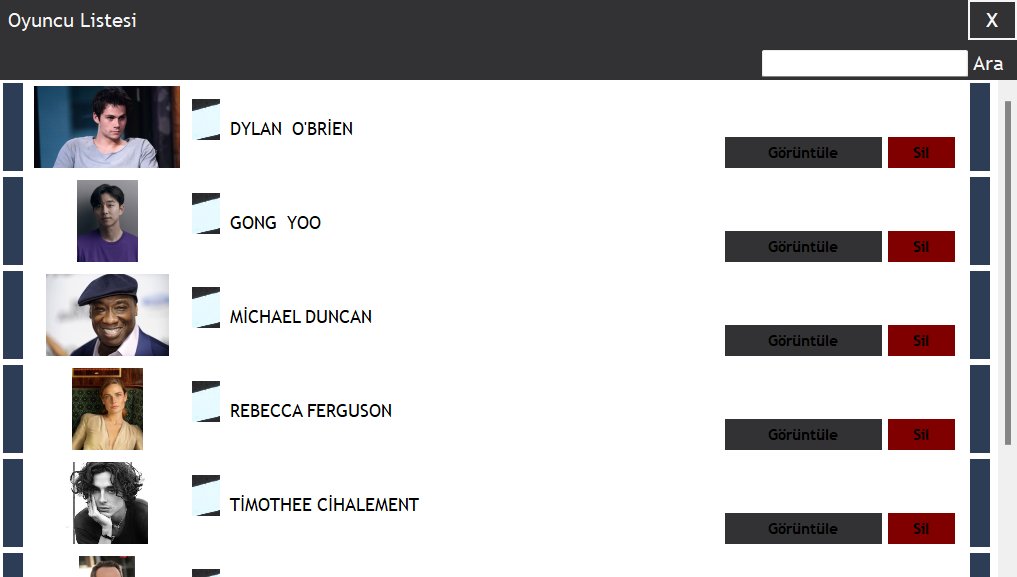 Oyuncu Listesi
X
Ara
DYLAN O'BRİEN
Görüntüle
Sil
GONG YOO
Görüntüle
Sil
MİCHAEL DUNCAN
Görüntüle
Sil
REBECCA FERGUSON
Görüntüle
Sil
TİMOTHEE CİHALEMENT
Görüntüle
Sil